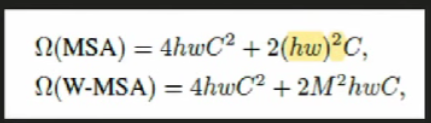 Ω(MSA) = 4hwC² + 2(hw)²C,
Ω(W-MSA) = 4hwC² + 2M²hwC,